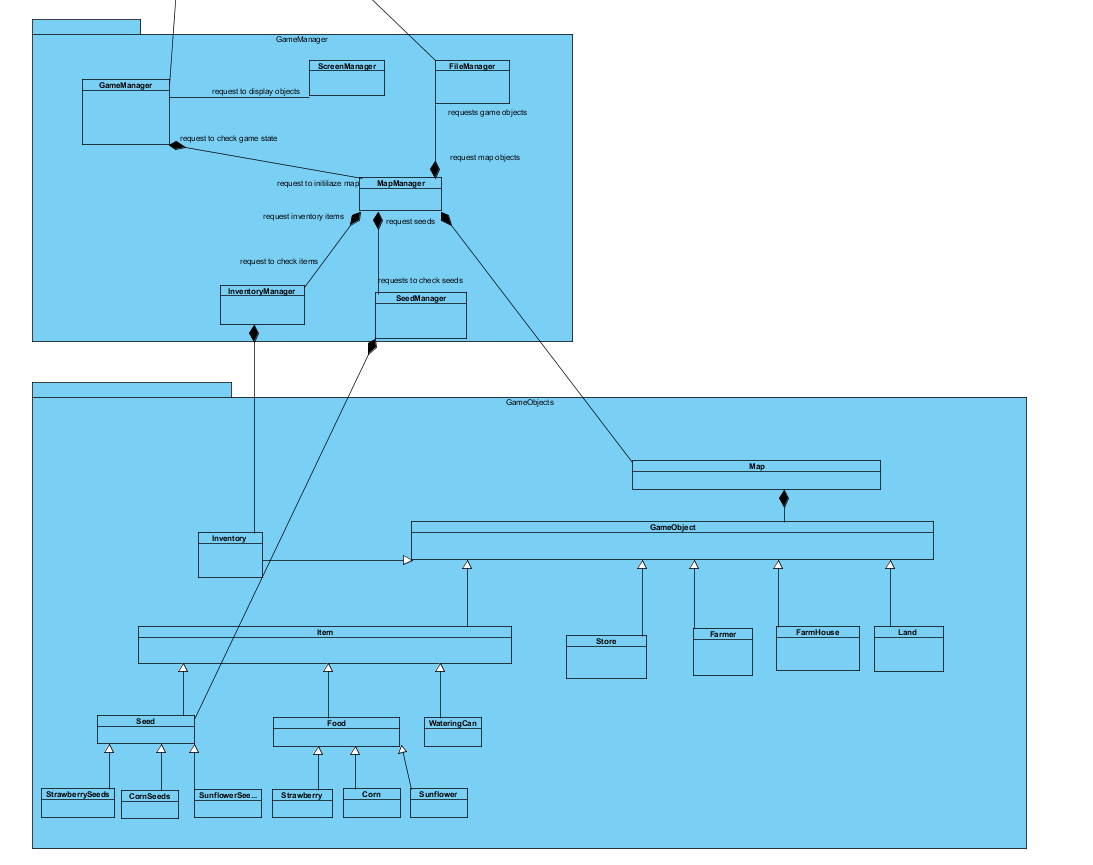 GameManager
ScreenManager
FileManager
GameManager
request to display objects
requests game objects
request to check game state
request map objects
request to initiliaze map
MapManager
request inventory items
request seeds
request to check items
requests to check seeds
InventoryManager
SeedManager
GameObjects
Map
GameObject
Inventory
Item
Store
Farmer
FarmHouse
Land
Seed
Food
WateringCan
StrawberrySeeds
CornSeeds
SunflowerSee...
Strawberry
Corn
Sunflower